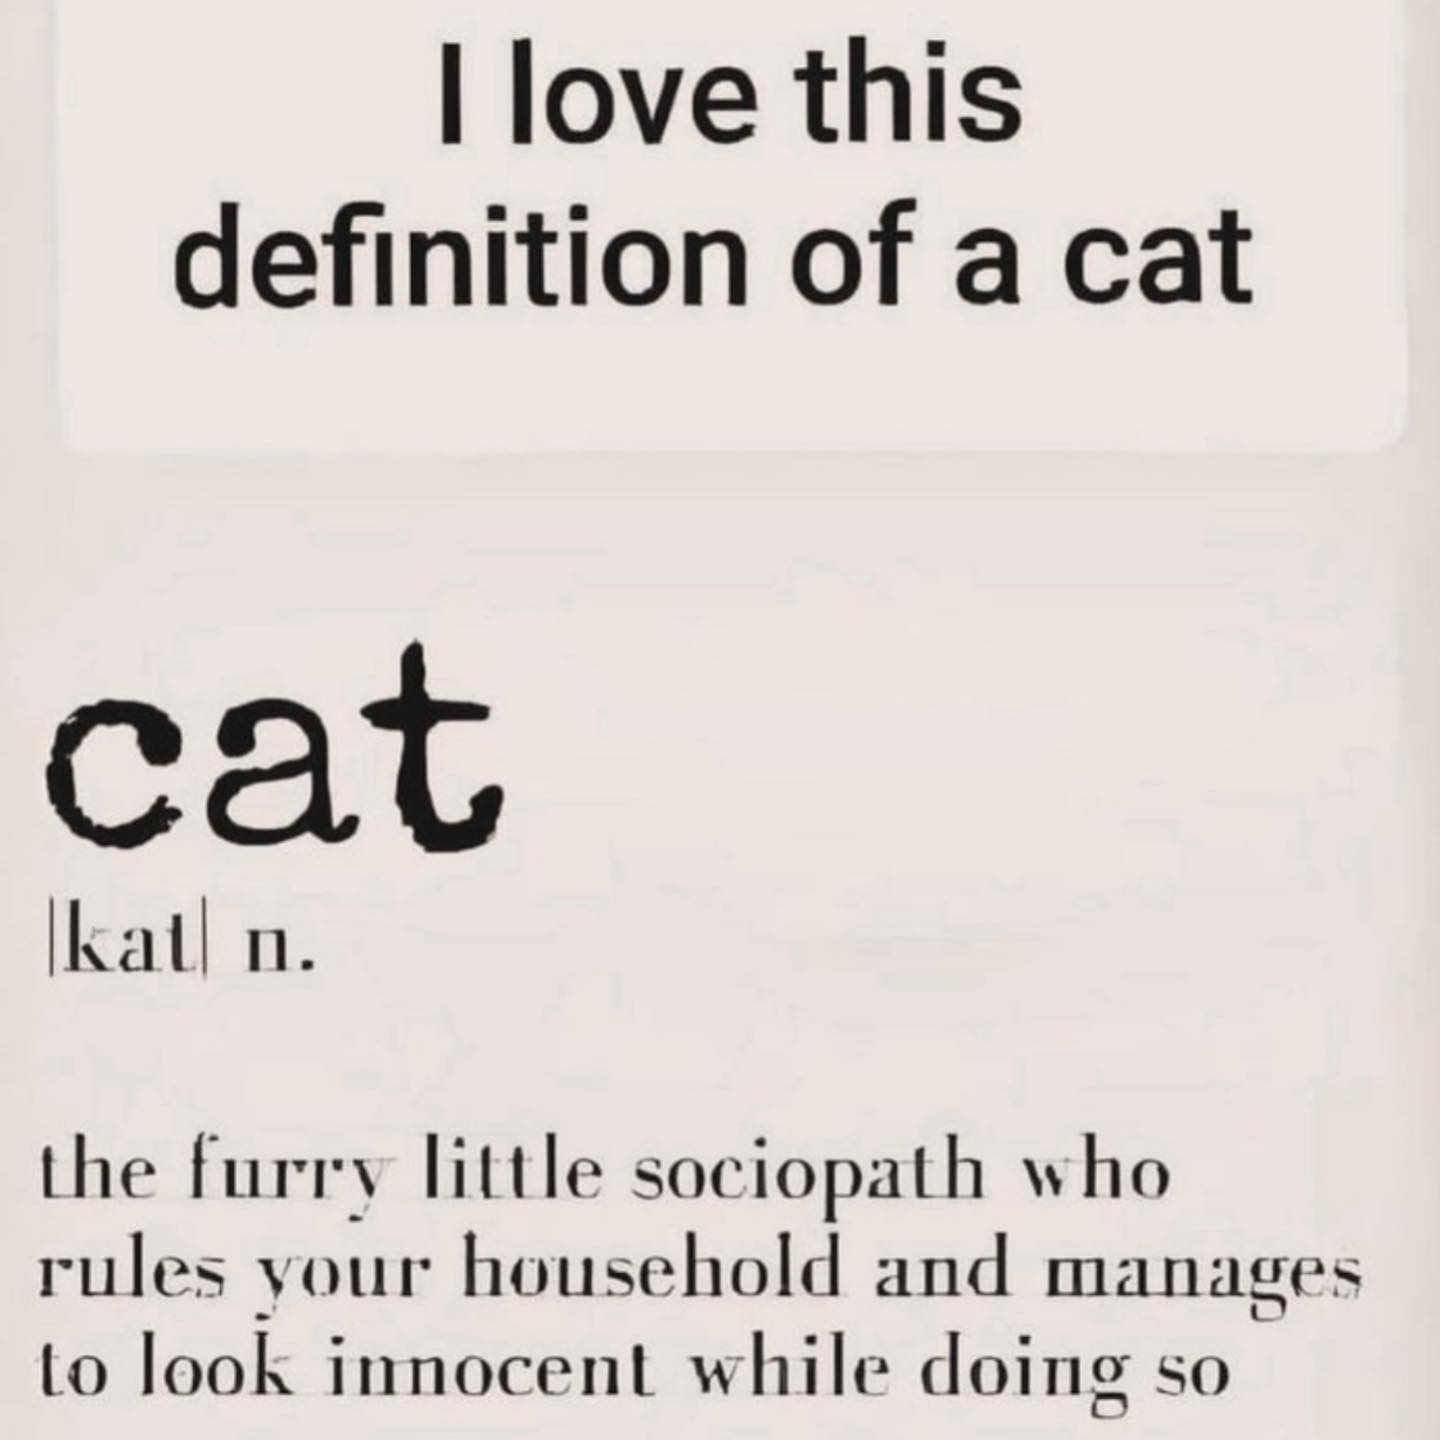 I love this
definition of a cat
cat
|kat| n.
the furry little sociopath who
rules your household and manages
to look innocent while doing so